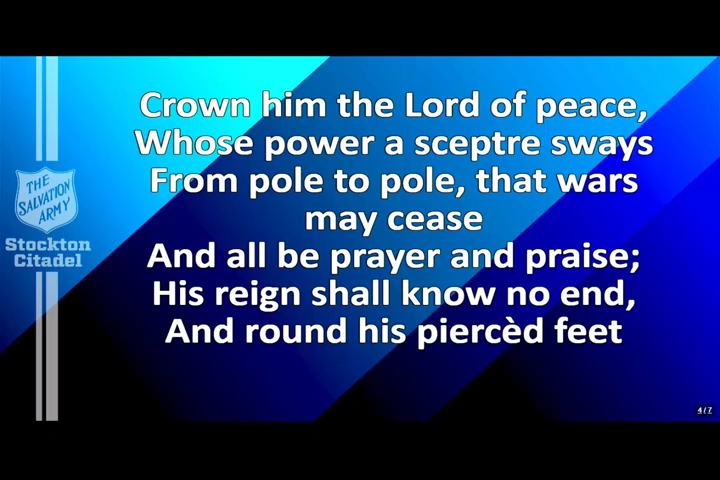 Crown him the Lord of peace,
Whose power a sceptre sways
From pole to pole, that wars
may cease
And all be prayer and praise;
His reign shall know no end,
And round his piercèd feet
THE
SALVATION
ARMY
Stockton
Citadel
4/7